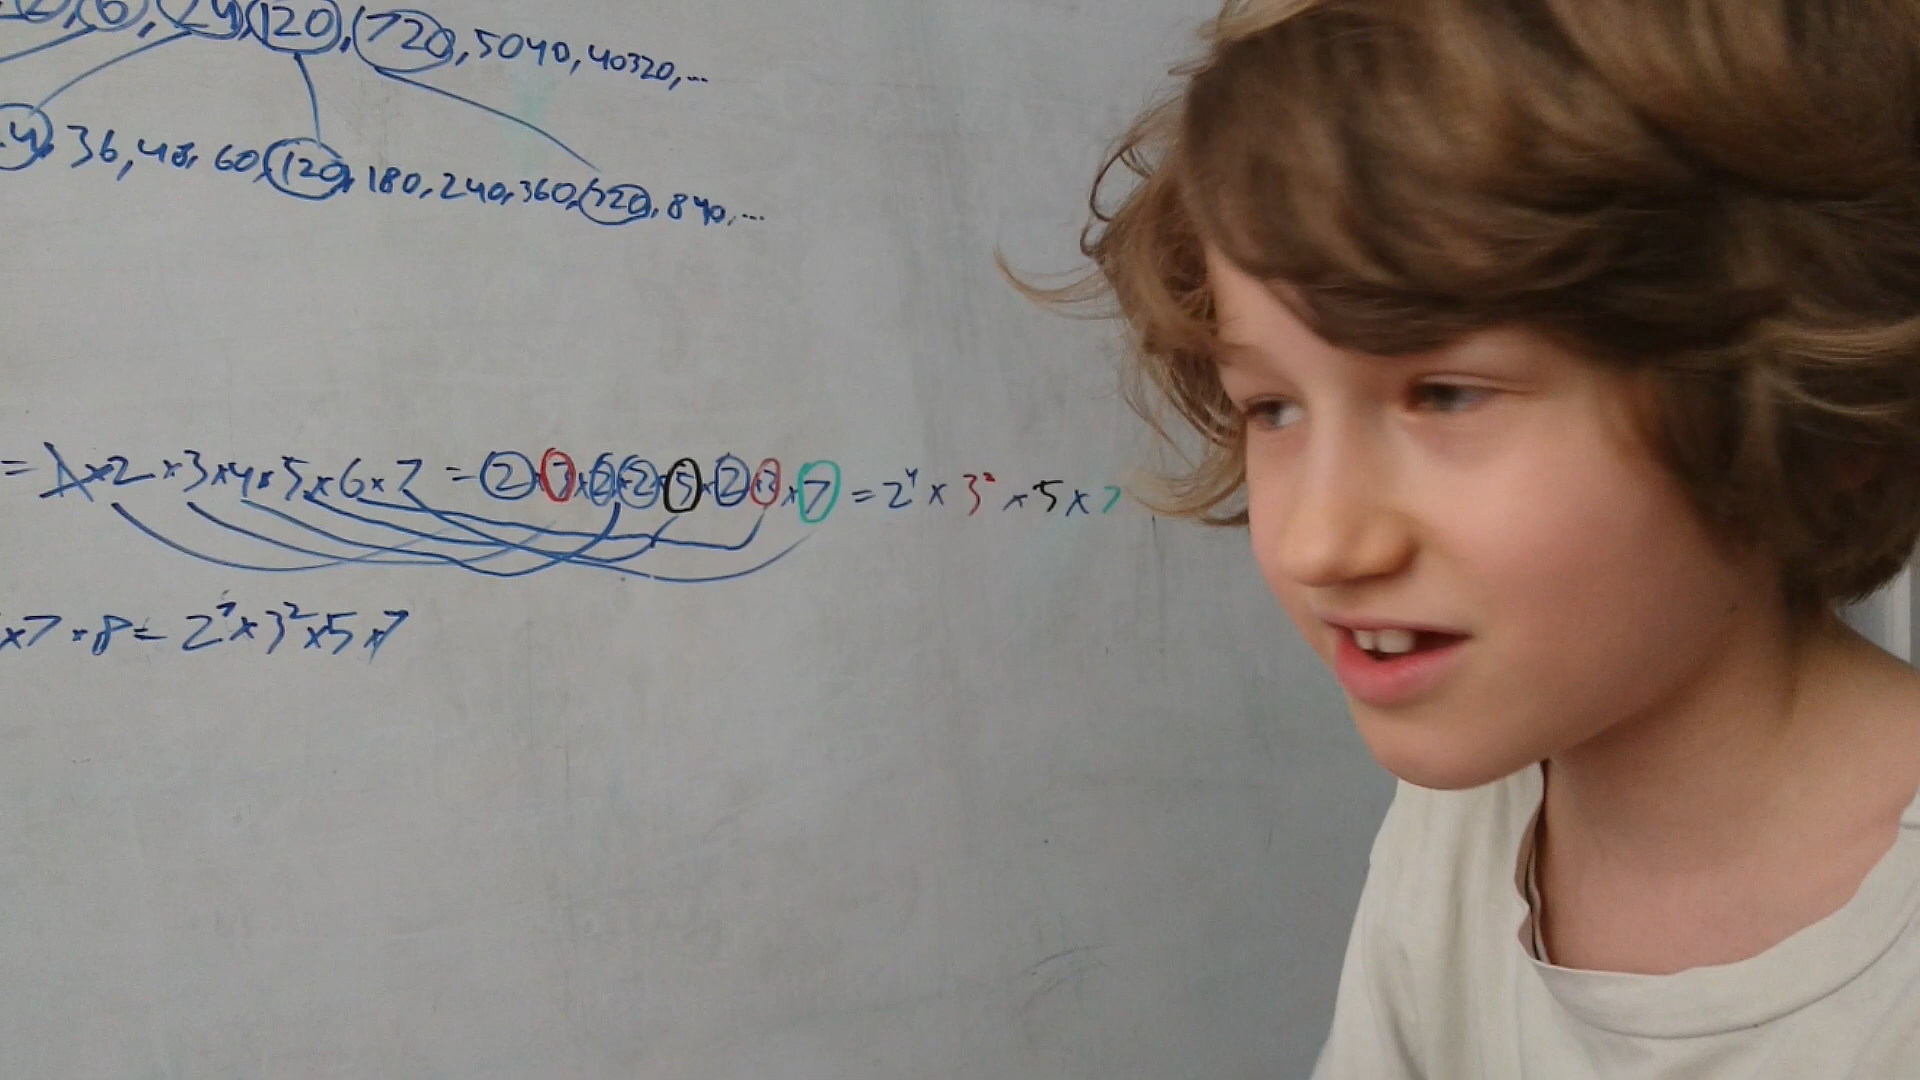 2, 6, 24, 120, 720, 5040, 40320, ...
4, 36, 48, 60, 120, 180, 240, 360, 720, 840, ...
= 1×2×3×4×5×6×7 = 2×3×2×2×5×2×3×7 = 2⁴×3²×5×7
×7×8= 2⁷×3²×5×7